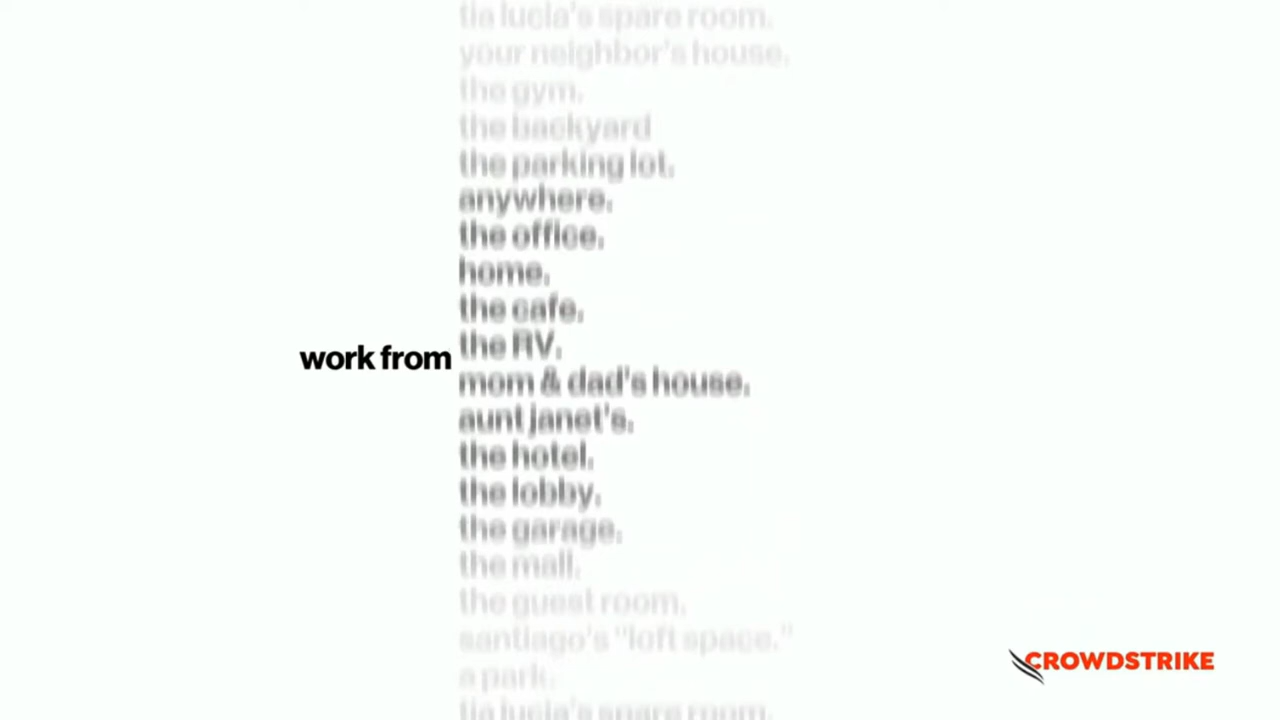 tia lucia's spare room.
your neighbor's house.
the gym.
the backyard
the parking lot.
anywhere.
the office.
home.
the cafe.
work from the RV.
mom & dad's house.
aunt janet's.
the hotel.
the lobby.
the garage.
the mall.
the guest room.
santiago's "loft space."
a park.
tia lucia's spare room.
CROWDSTRIKE